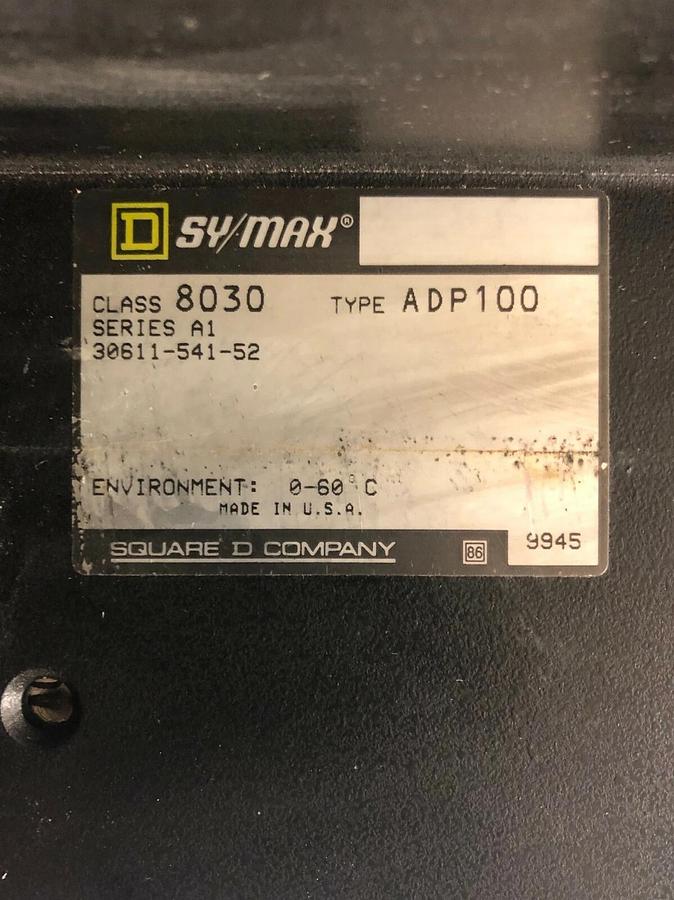 D SY/MAX®
CLASS 8030 TYPE ADP100
SERIES A1
30611-541-52
ENVIRONMENT: 0-60°C
MADE IN U.S.A.
SQUARE D COMPANY 86 9945